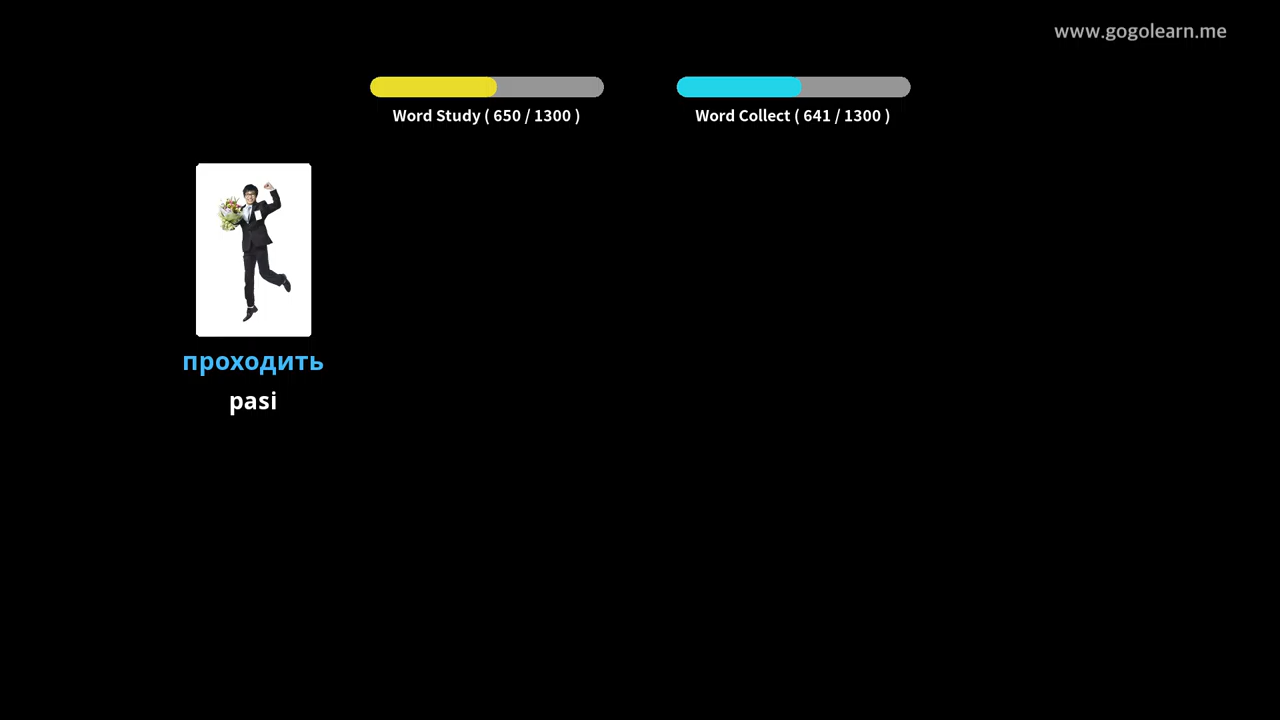 www.gogolearn.me
Word Study ( 650 / 1300 )
Word Collect ( 641 / 1300 )
проходить
pasi